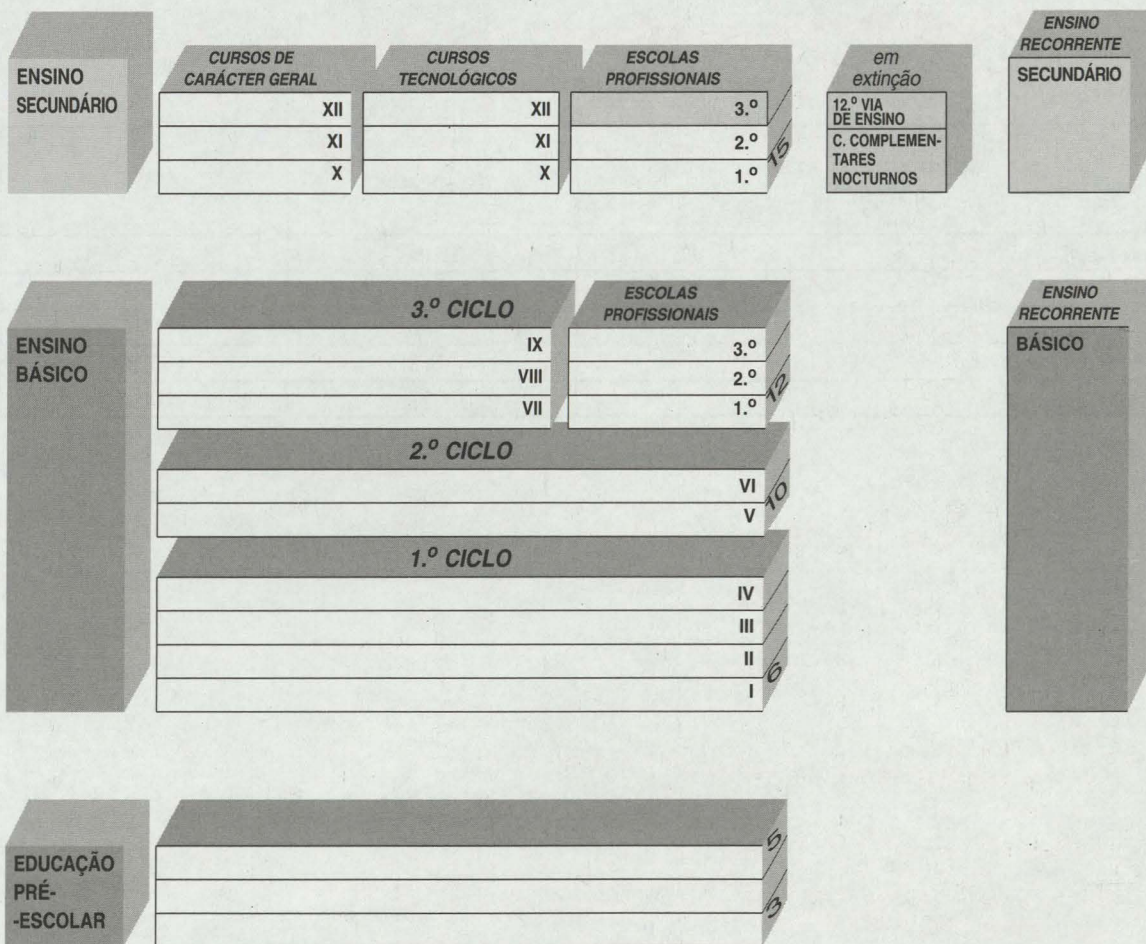 ENSINO
SECUNDÁRIO
CURSOS DE
CARÁCTER GERAL
XII
XI
X
CURSOS
TECNOLÓGICOS
XII
XI
X
ESCOLAS
PROFISSIONAIS
3.º
2.º
1.º
15
em
extinção
12.º VIA
DE ENSINO
C. COMPLEMEN-
TARES
NOCTURNOS
ENSINO
RECORRENTE
SECUNDÁRIO
ENSINO
BÁSICO
3.º CICLO
IX
VIII
VII
ESCOLAS
PROFISSIONAIS
3.º
2.º
1.º
12
2.º CICLO
VI
V
10
1.º CICLO
IV
III
II
I
6
ENSINO
RECORRENTE
BÁSICO
EDUCAÇÃO
PRÉ-
-ESCOLAR
5
3